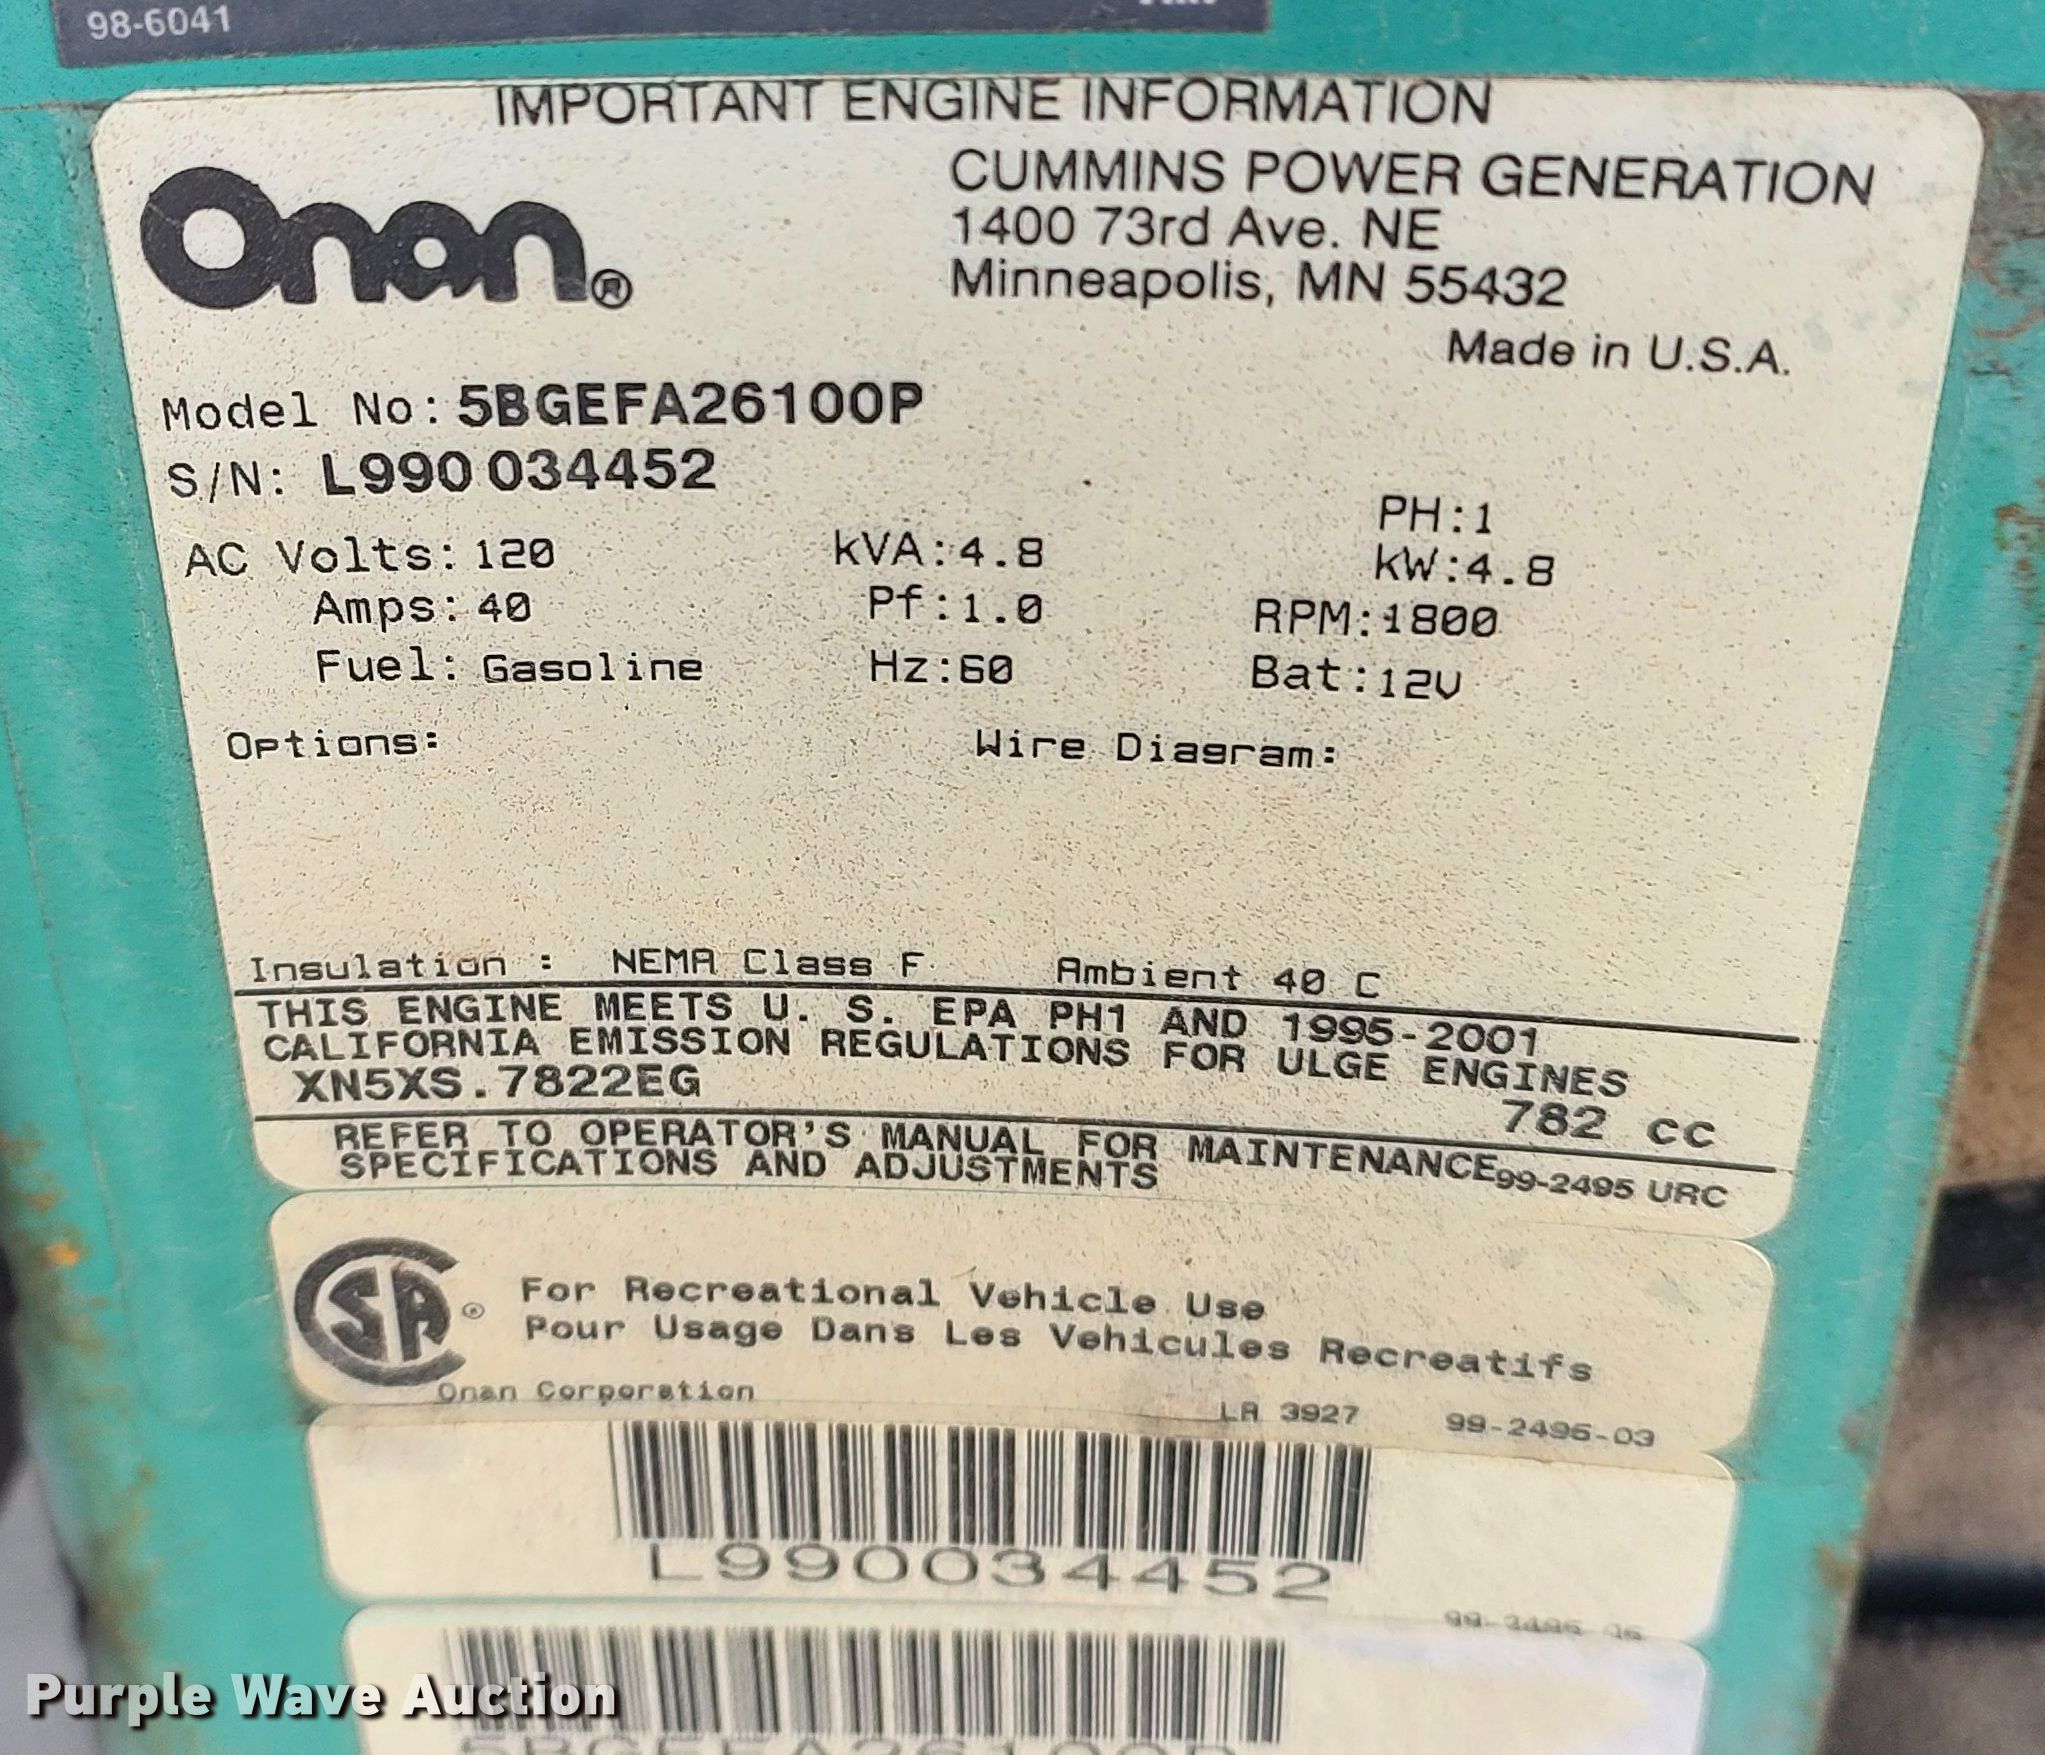 98-6041
IMPORTANT ENGINE INFORMATION
Onan®
CUMMINS POWER GENERATION
1400 73rd Ave. NE
Minneapolis, MN 55432
Made in U.S.A.
Model No: 5BGEFA26100P
S/N: L990 034452
PH:1
AC Volts: 120 kVA:4.8 kW:4.8
Amps: 40 Pf:1.0 RPM:1800
Fuel: Gasoline Hz:60 Bat:12V
Options: Wire Diagram:
Insulation : NEMA Class F Ambient 40 C
THIS ENGINE MEETS U. S. EPA PH1 AND 1995-2001
CALIFORNIA EMISSION REGULATIONS FOR ULGE ENGINES
XN5XS.7822EG 782 CC
REFER TO OPERATOR'S MANUAL FOR MAINTENANCE
SPECIFICATIONS AND ADJUSTMENTS 99-2495 URC
CSA®
For Recreational Vehicle Use
Pour Usage Dans Les Vehicules Recreatifs
Onan Corporation LR 3927 99-2495-03
L990034452
5BGEFA26100P
Purple Wave Auction